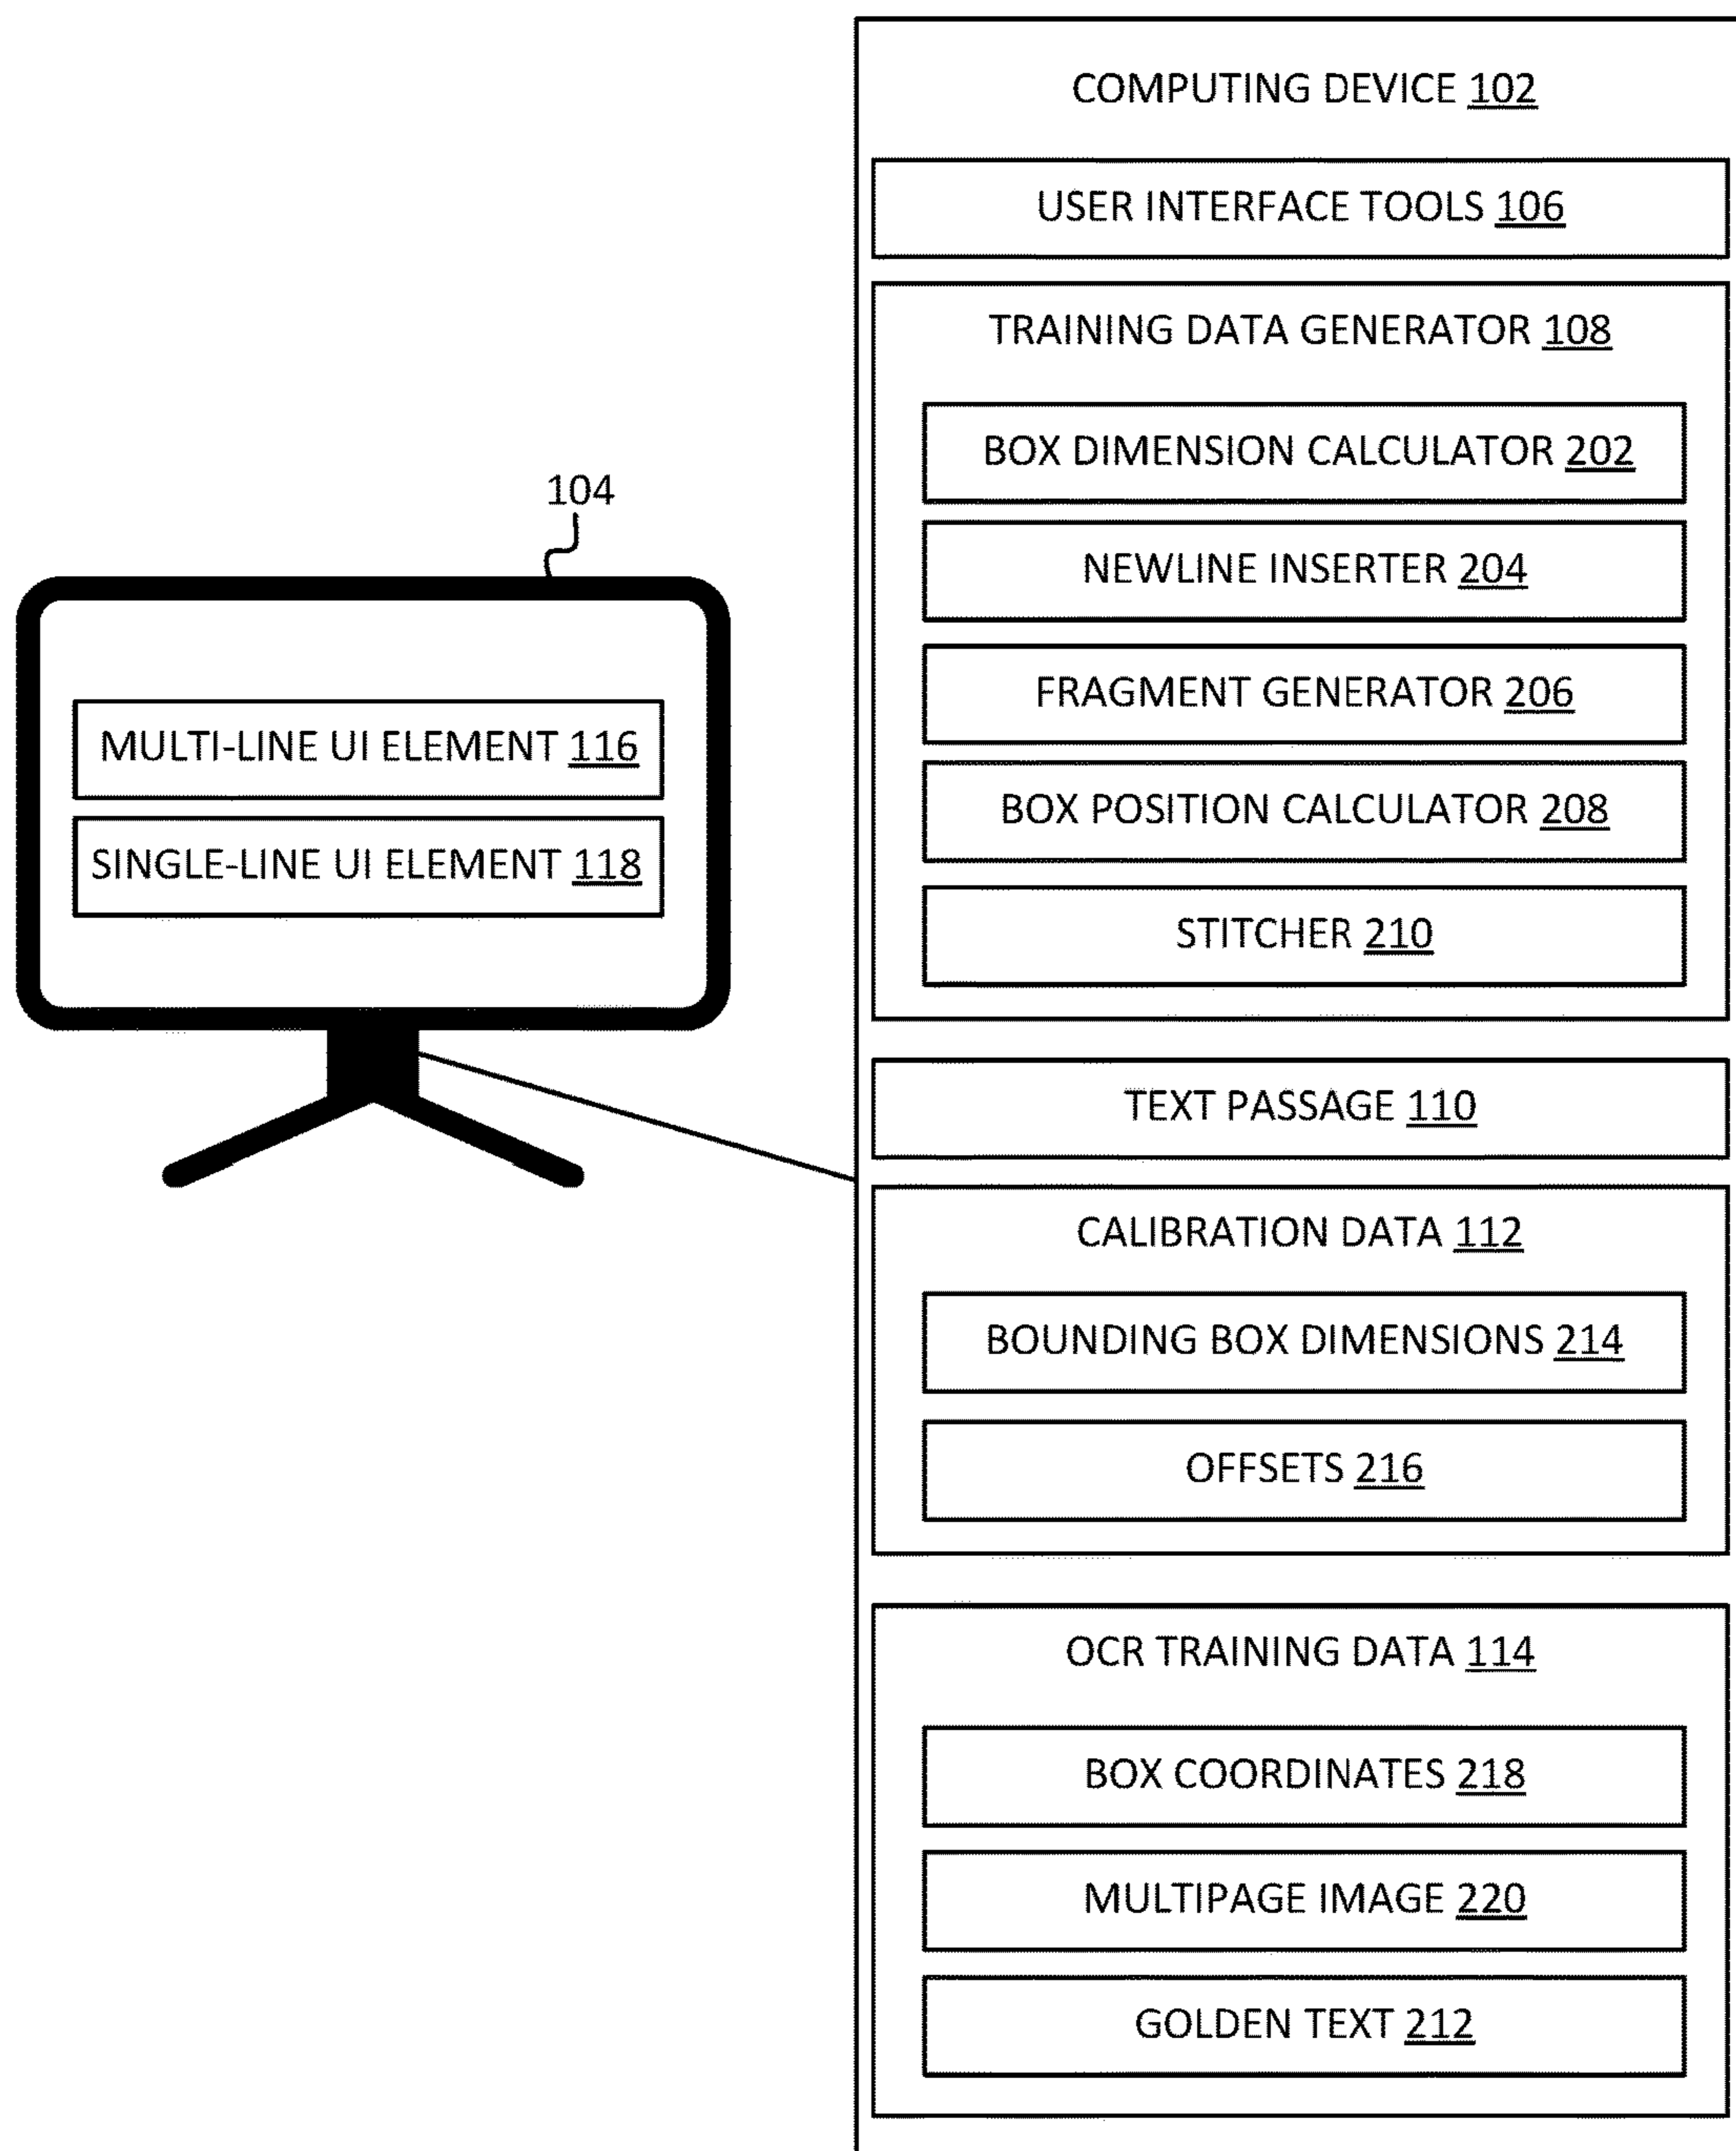 COMPUTING DEVICE 102
USER INTERFACE TOOLS 106
TRAINING DATA GENERATOR 108
BOX DIMENSION CALCULATOR 202
NEWLINE INSERTER 204
FRAGMENT GENERATOR 206
BOX POSITION CALCULATOR 208
STITCHER 210
104
MULTI-LINE UI ELEMENT 116
SINGLE-LINE UI ELEMENT 118
TEXT PASSAGE 110
CALIBRATION DATA 112
BOUNDING BOX DIMENSIONS 214
OFFSETS 216
OCR TRAINING DATA 114
BOX COORDINATES 218
MULTIPAGE IMAGE 220
GOLDEN TEXT 212